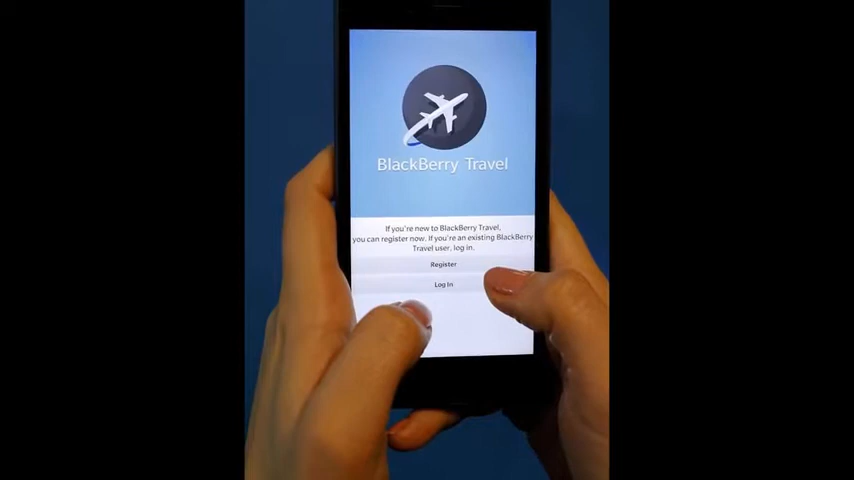 BlackBerry Travel
If you're new to BlackBerry Travel,
you can register now. If you're an existing BlackBerry
Travel user, log in.
Register
Log In